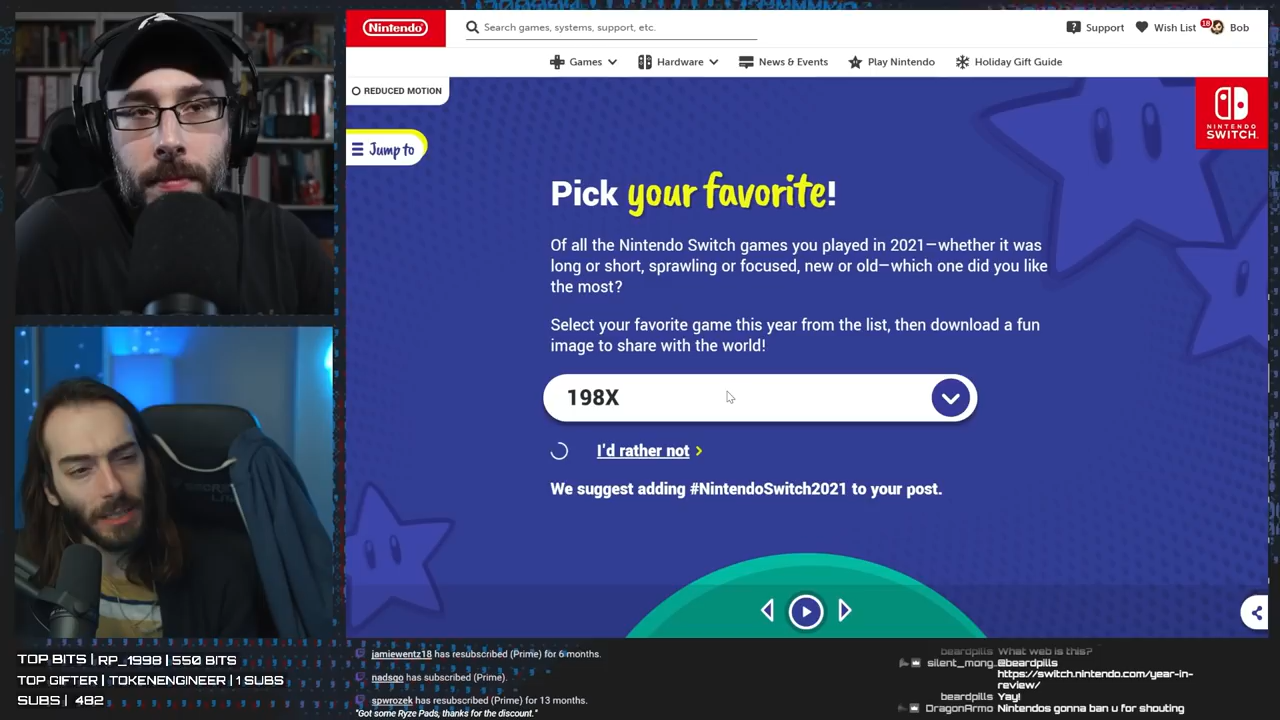 Nintendo
Search games, systems, support, etc.
Support
Wish List
18
Bob
Games
Hardware
News & Events
Play Nintendo
Holiday Gift Guide
REDUCED MOTION
NINTENDO
SWITCH.
Jump to
Pick your favorite!
Of all the Nintendo Switch games you played in 2021—whether it was
long or short, sprawling or focused, new or old—which one did you like
the most?
Select your favorite game this year from the list, then download a fun
image to share with the world!
198X
I'd rather not
We suggest adding #NintendoSwitch2021 to your post.
TOP BITS | RP_1998 | 550 BITS
TOP GIFTER | TOKENENGINEER | 1 SUBS
SUBS | 482
jamiewentz18 has resubscribed (Prime) for 6 months.
nadsgo has subscribed (Prime).
spwrozek has resubscribed (Prime) for 13 months.
"Got some Ryze Pads, thanks for the discount."
beardpills What web is this?
silent_mong.. @beardpills
https://switch.nintendo.com/year-in-
review/
beardpills Yay!
DragonArmo Nintendos gonna ban u for shouting